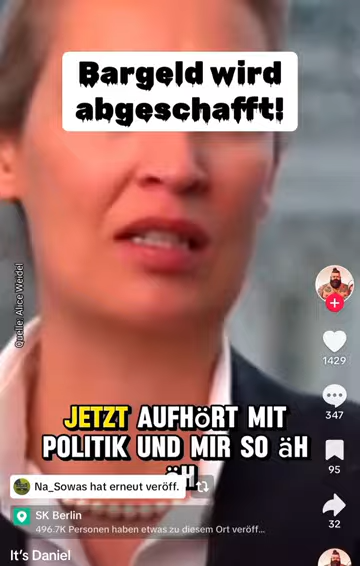 Bargeld wird
abgeschafft!
Quelle: Alice Weidel
1429
347
JETZT AUFHÖRT MIT
POLITIK UND MIR SO äH
äH
95
Na_Sowas hat erneut veröff.
SK Berlin
496.7K Personen haben etwas zu diesem Ort veröff...
32
It's Daniel